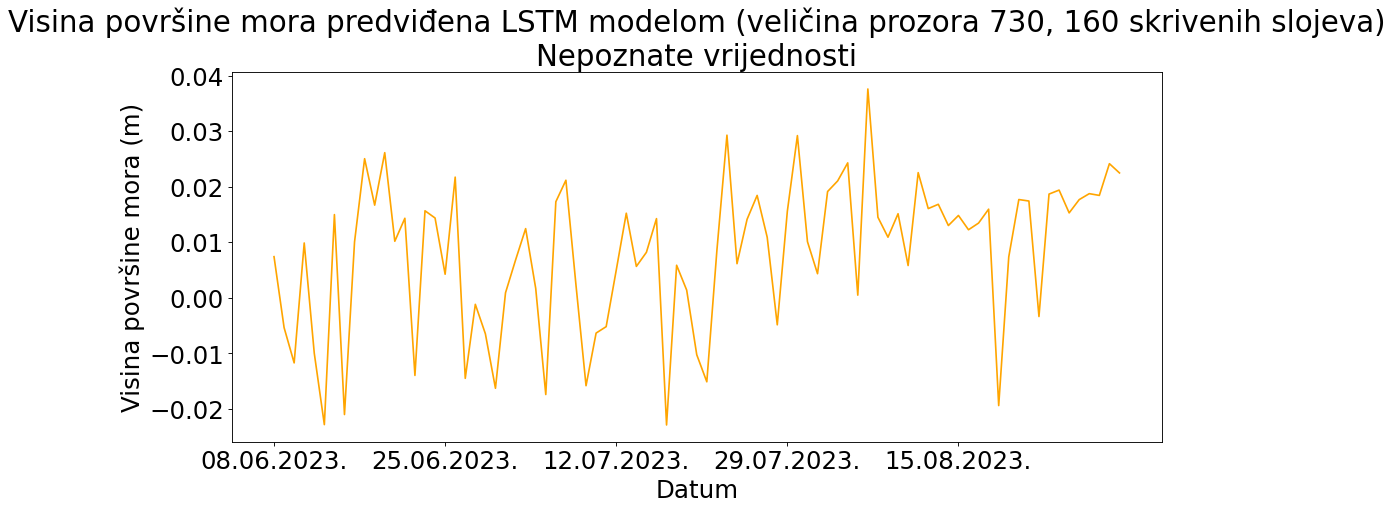 Visina površine mora predviđena LSTM modelom (veličina prozora 730, 160 skrivenih slojeva)
Nepoznate vrijednosti
Visina površine mora (m)
0.04
0.03
0.02
0.01
0.00
−0.01
−0.02
08.06.2023. 25.06.2023. 12.07.2023. 29.07.2023. 15.08.2023.
Datum